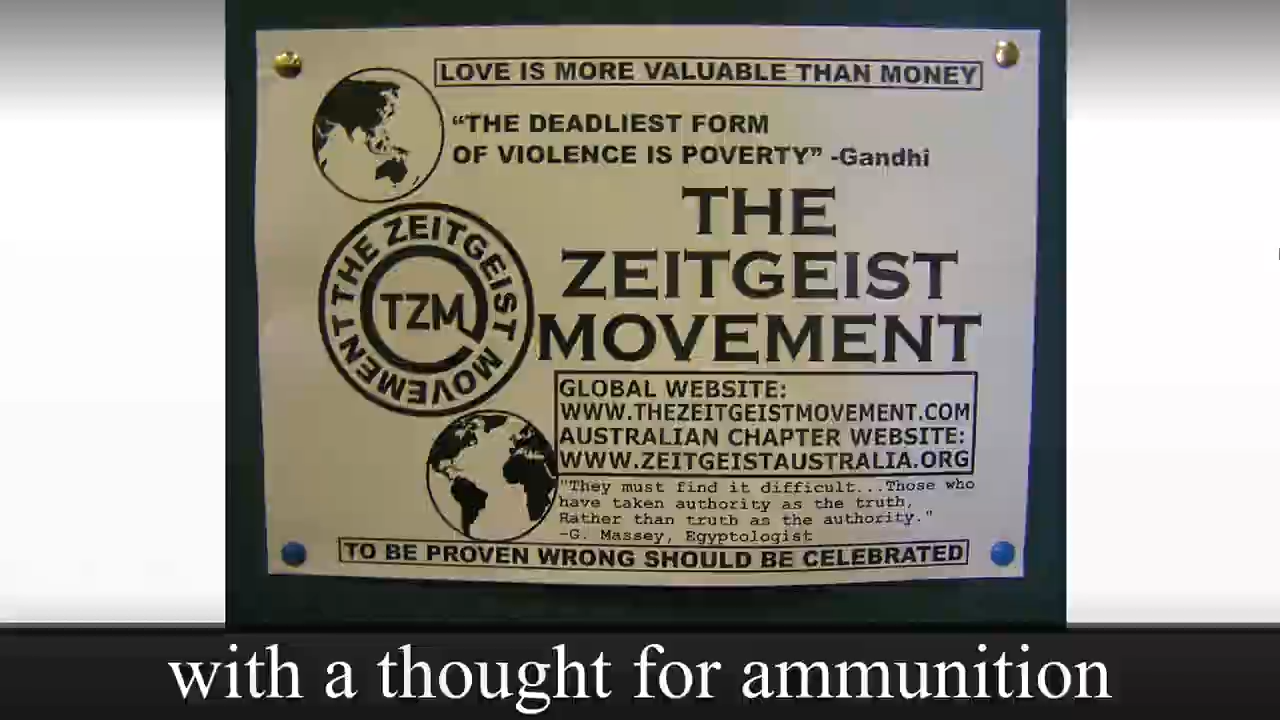 LOVE IS MORE VALUABLE THAN MONEY
“THE DEADLIEST FORM
OF VIOLENCE IS POVERTY” -Gandhi
THE
ZEITGEIST
MOVEMENT
THE ZEITGEIST MOVEMENT
TZM
GLOBAL WEBSITE:
WWW.THEZEITGEISTMOVEMENT.COM
AUSTRALIAN CHAPTER WEBSITE:
WWW.ZEITGEISTAUSTRALIA.ORG
"They must find it difficult...Those who
have taken authority as the truth,
Rather than truth as the authority."
-G. Massey, Egyptologist
TO BE PROVEN WRONG SHOULD BE CELEBRATED
with a thought for ammunition